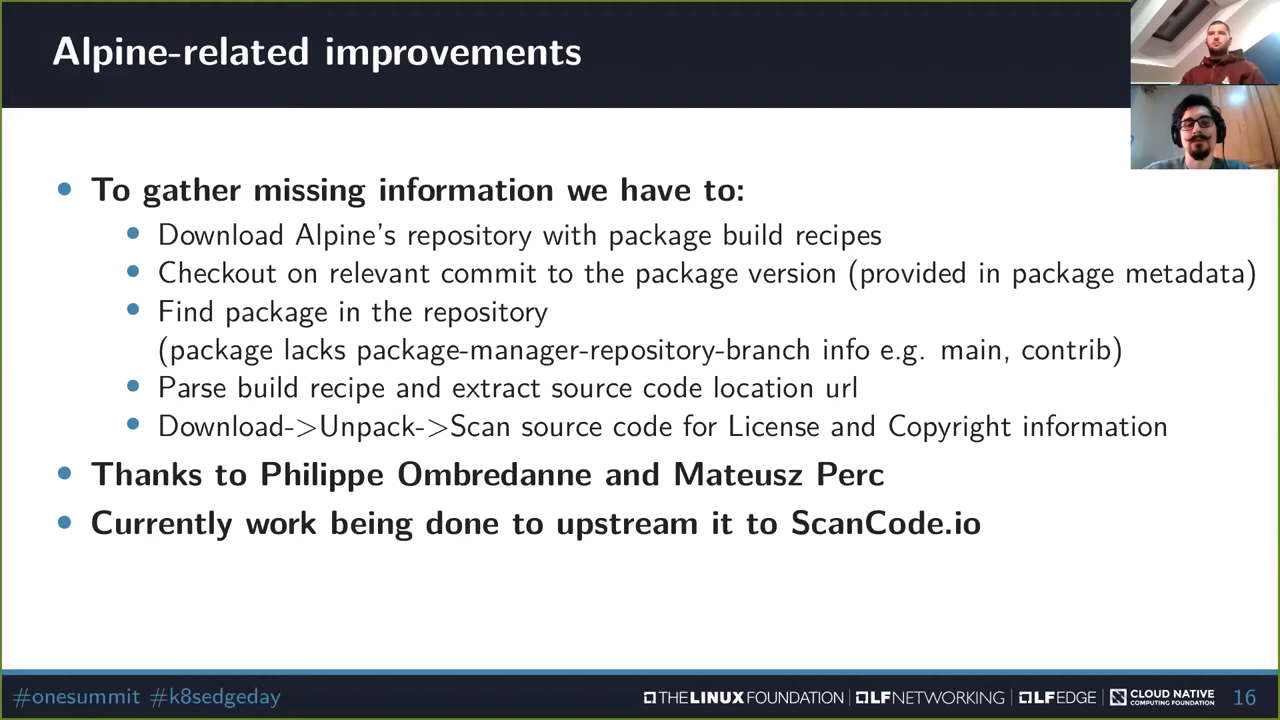 Alpine-related improvements
To gather missing information we have to:
Download Alpine's repository with package build recipes
Checkout on relevant commit to the package version (provided in package metadata)
Find package in the repository
(package lacks package-manager-repository-branch info e.g. main, contrib)
Parse build recipe and extract source code location url
Download->Unpack->Scan source code for License and Copyright information
Thanks to Philippe Ombredanne and Mateusz Perc
Currently work being done to upstream it to ScanCode.io
#onesummit #k8sedgeday
THE LINUX FOUNDATION | LF NETWORKING | LF EDGE | CLOUD NATIVE COMPUTING FOUNDATION 16